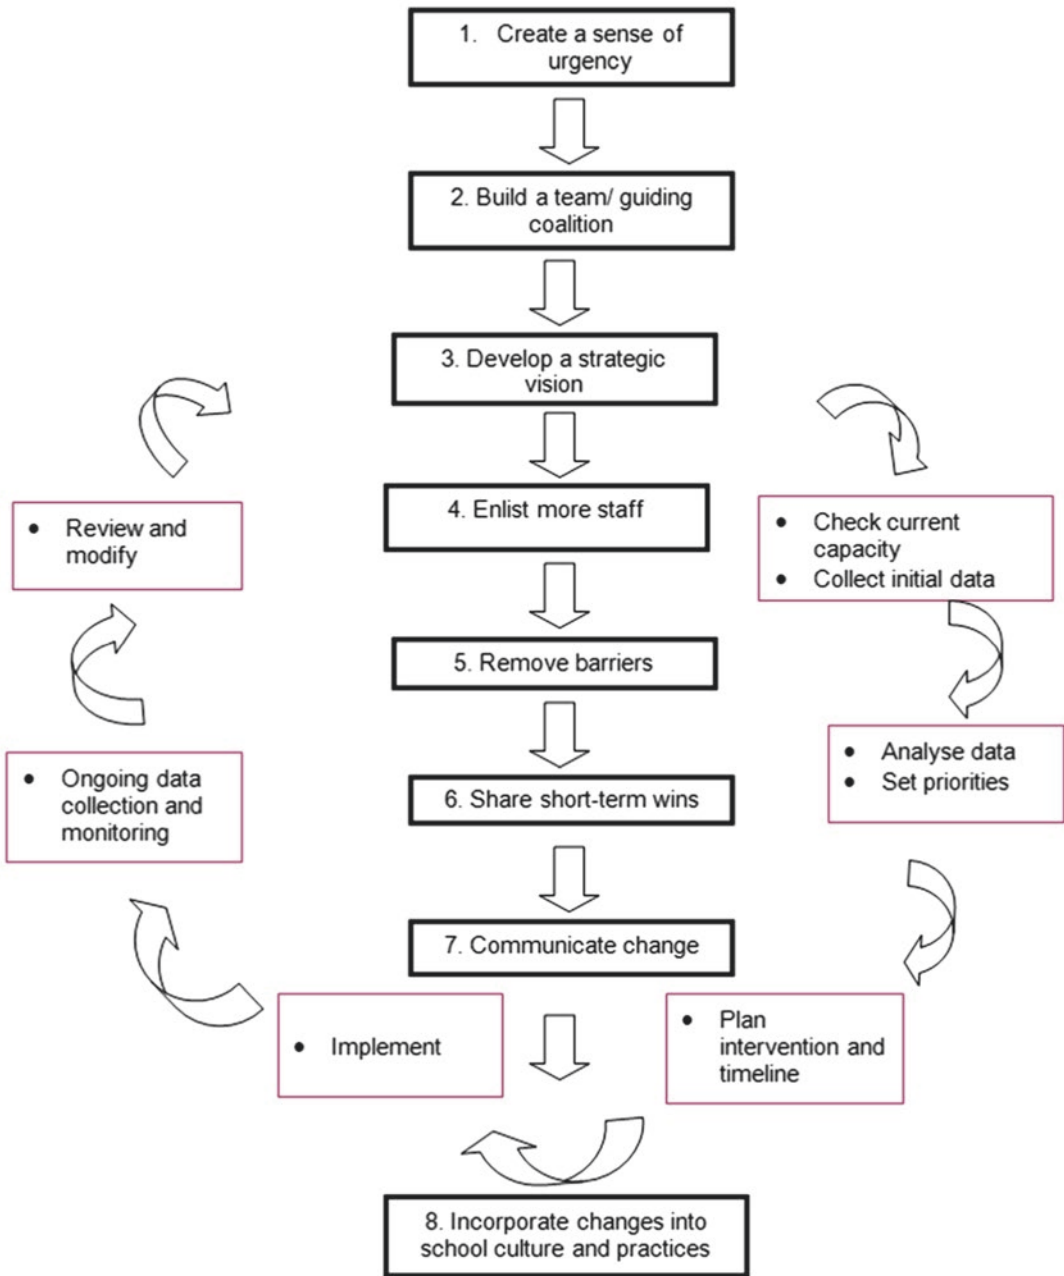 1. Create a sense of
urgency
2. Build a team/ guiding
coalition
3. Develop a strategic
vision
4. Enlist more staff
5. Remove barriers
6. Share short-term wins
7. Communicate change
8. Incorporate changes into
school culture and practices
• Check current
capacity
• Collect initial data
• Analyse data
• Set priorities
• Plan
intervention and
timeline
• Implement
• Ongoing data
collection and
monitoring
• Review and
modify